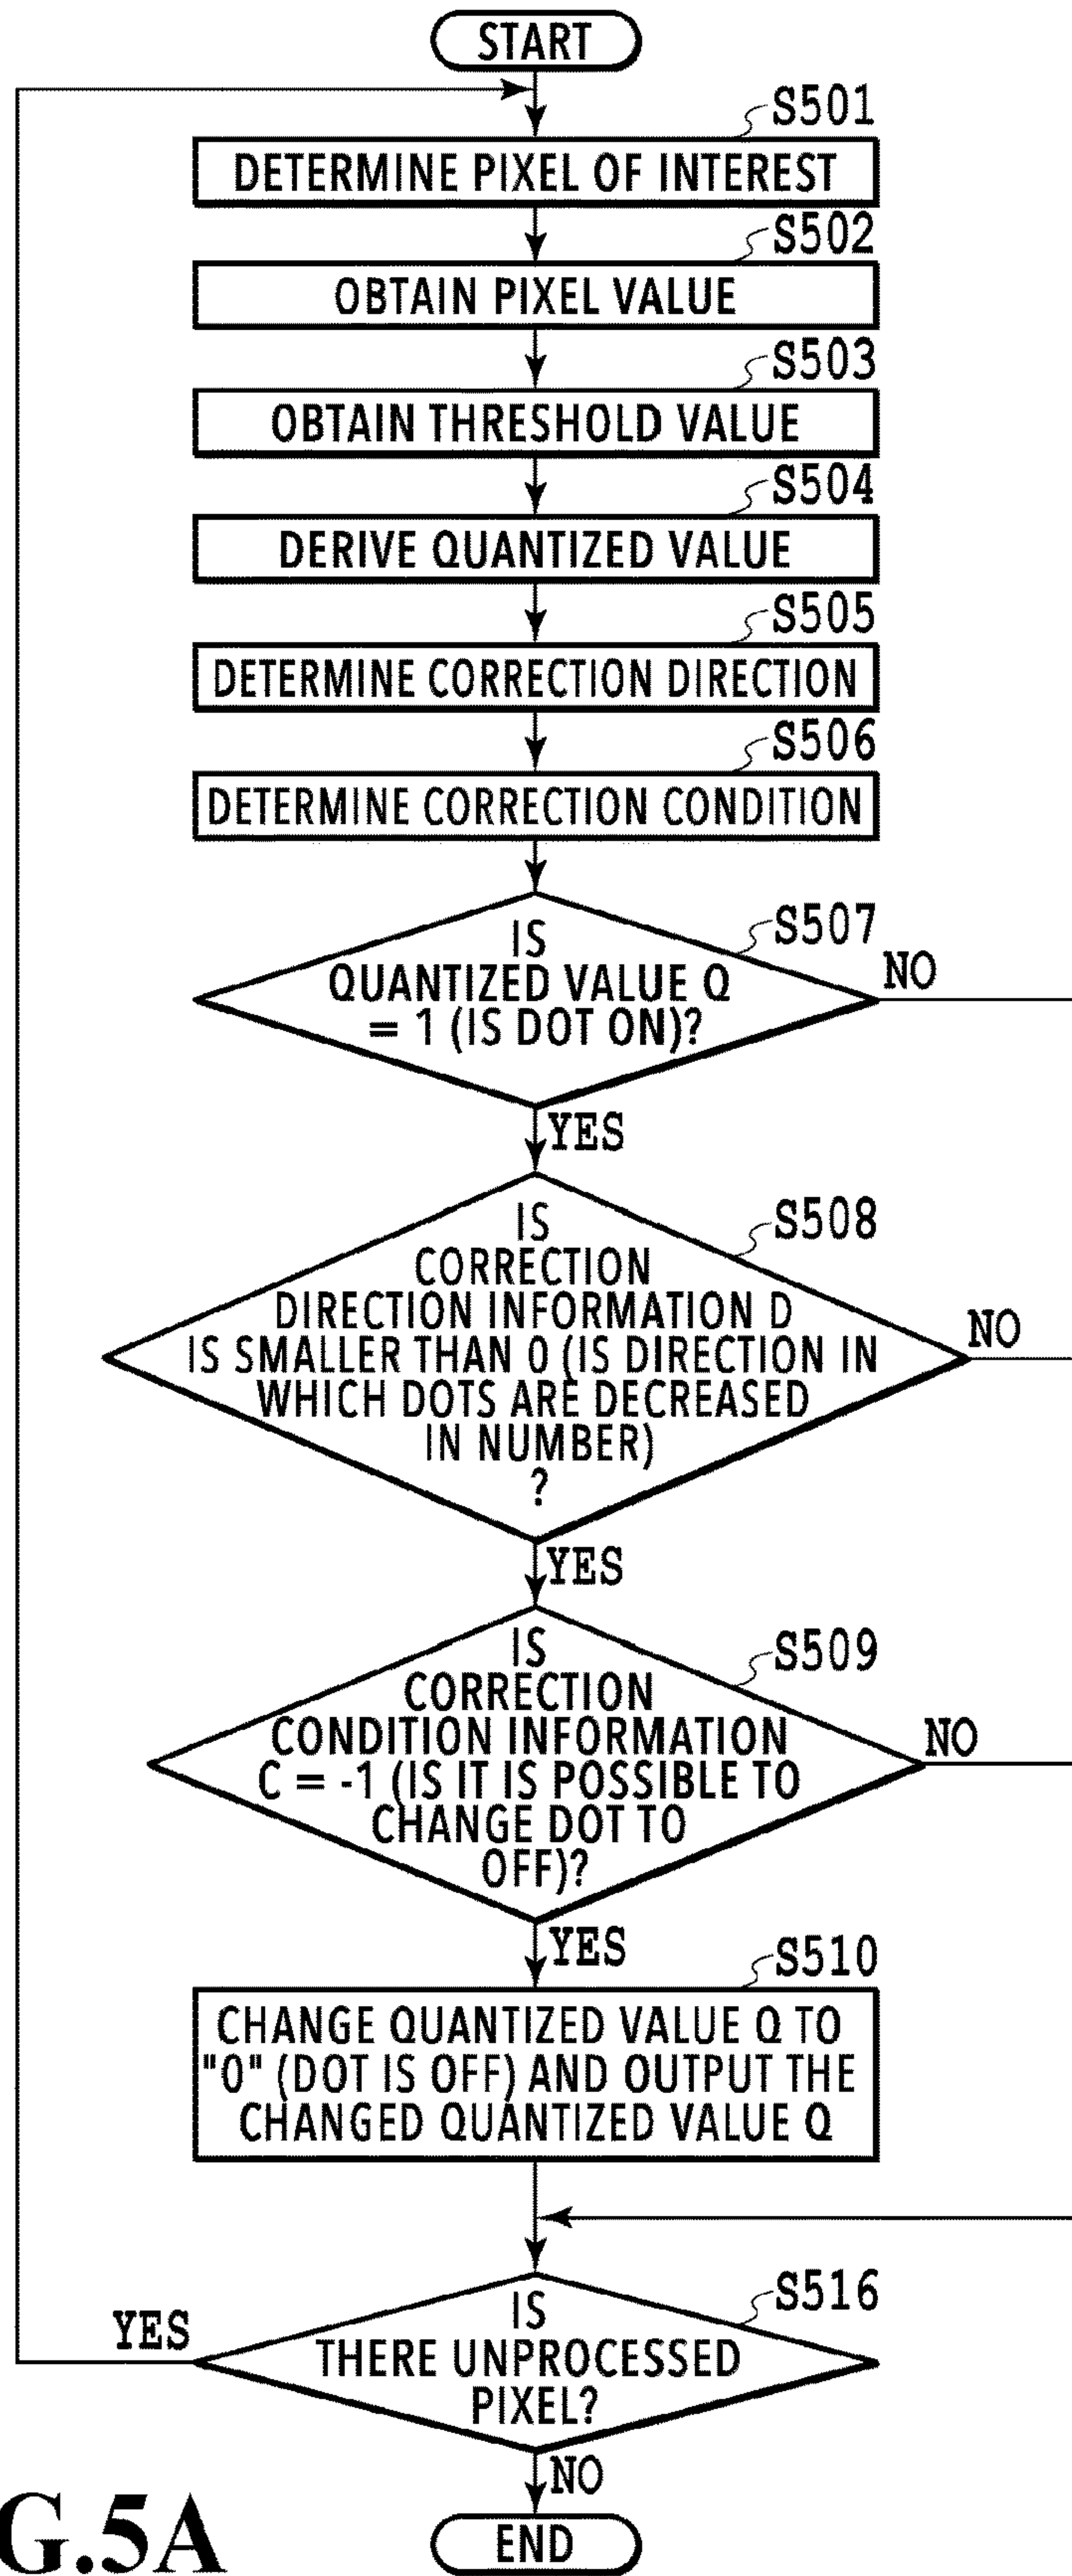 START
S501
DETERMINE PIXEL OF INTEREST
S502
OBTAIN PIXEL VALUE
S503
OBTAIN THRESHOLD VALUE
S504
DERIVE QUANTIZED VALUE
S505
DETERMINE CORRECTION DIRECTION
S506
DETERMINE CORRECTION CONDITION
S507
IS
QUANTIZED VALUE Q
= 1 (IS DOT ON)?
NO
YES
S508
IS
CORRECTION
DIRECTION INFORMATION D
IS SMALLER THAN 0 (IS DIRECTION IN
WHICH DOTS ARE DECREASED
IN NUMBER)
?
NO
YES
S509
IS
CORRECTION
CONDITION INFORMATION
C = -1 (IS IT IS POSSIBLE TO
CHANGE DOT TO
OFF)?
NO
YES
S510
CHANGE QUANTIZED VALUE Q TO
"0" (DOT IS OFF) AND OUTPUT THE
CHANGED QUANTIZED VALUE Q
S516
IS
THERE UNPROCESSED
PIXEL?
YES
NO
END
G.5A